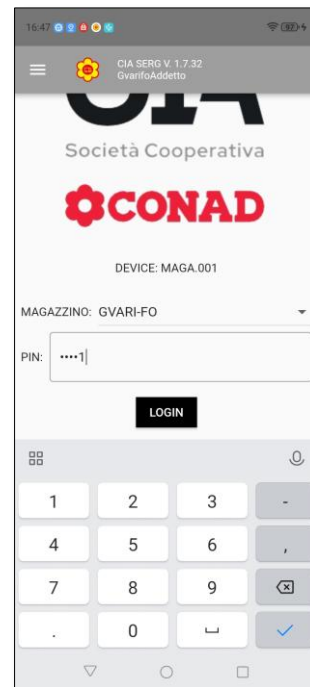 16:47
92
CIA SERG V. 1.7.32
GvarifoAddetto
CIA
Società Cooperativa
CONAD
DEVICE: MAGA.001
MAGAZZINO: GVARI-FO
PIN: ••••1
LOGIN
1 2 3 -
4 5 6 ,
7 8 9
. 0